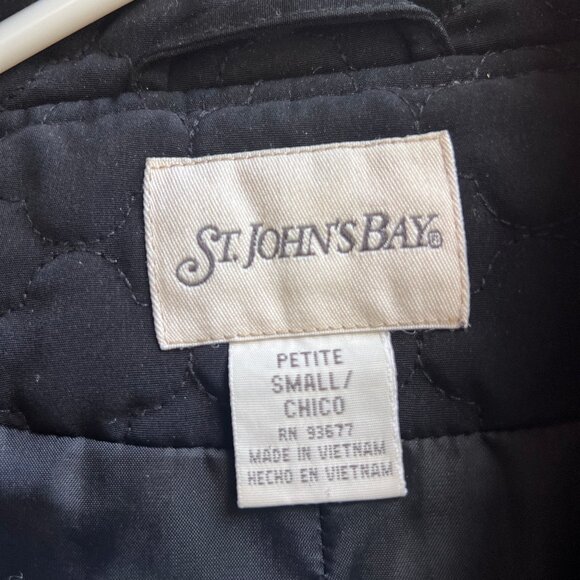 ST. JOHN'S BAY®
PETITE
SMALL/
CHICO
RN 93677
MADE IN VIETNAM
HECHO EN VIETNAM